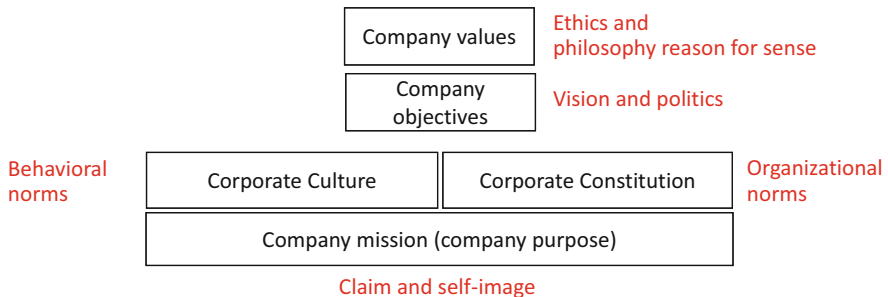 Company values
Ethics and
philosophy reason for sense
Company
objectives
Vision and politics
Behavioral
norms
Corporate Culture
Corporate Constitution
Organizational
norms
Company mission (company purpose)
Claim and self-image